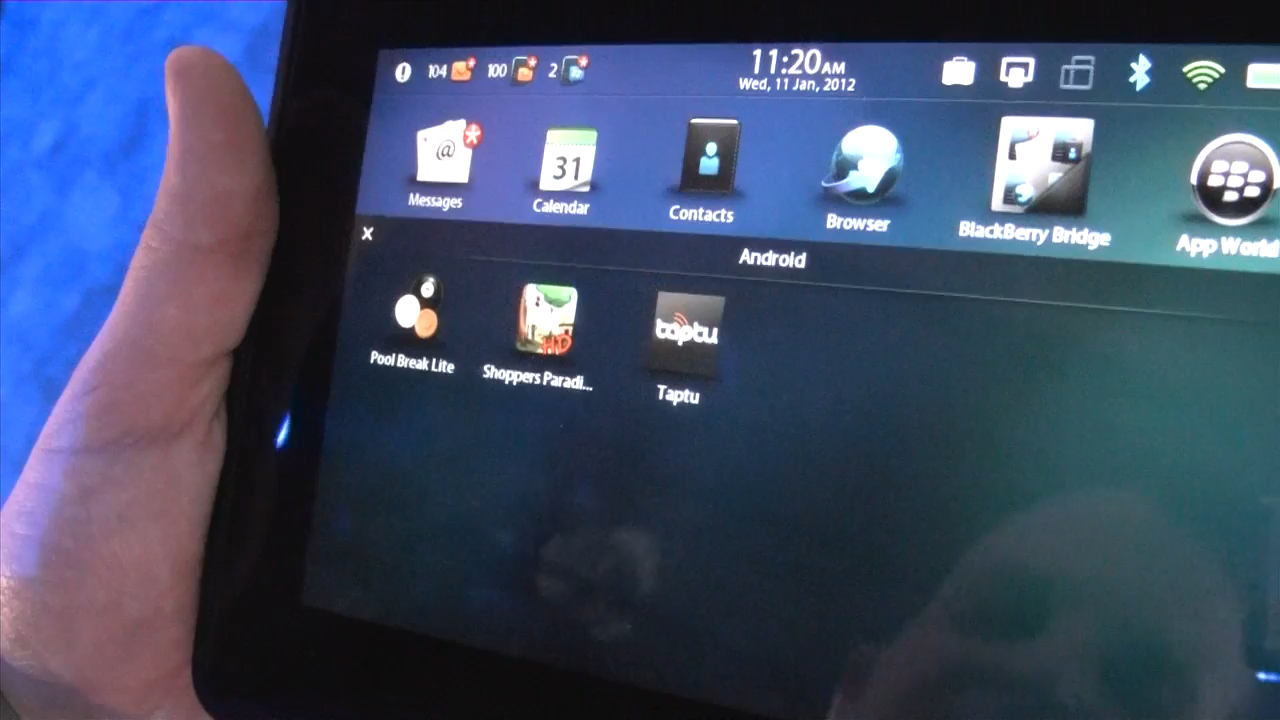 104 100 2
11:20AM
Wed, 11 Jan, 2012
@
31
Messages
Calendar
Contacts
Browser
BlackBerry Bridge
App World
x
Android
8
HD
taptu
Pool Break Lite
Shoppers Paradi...
Taptu